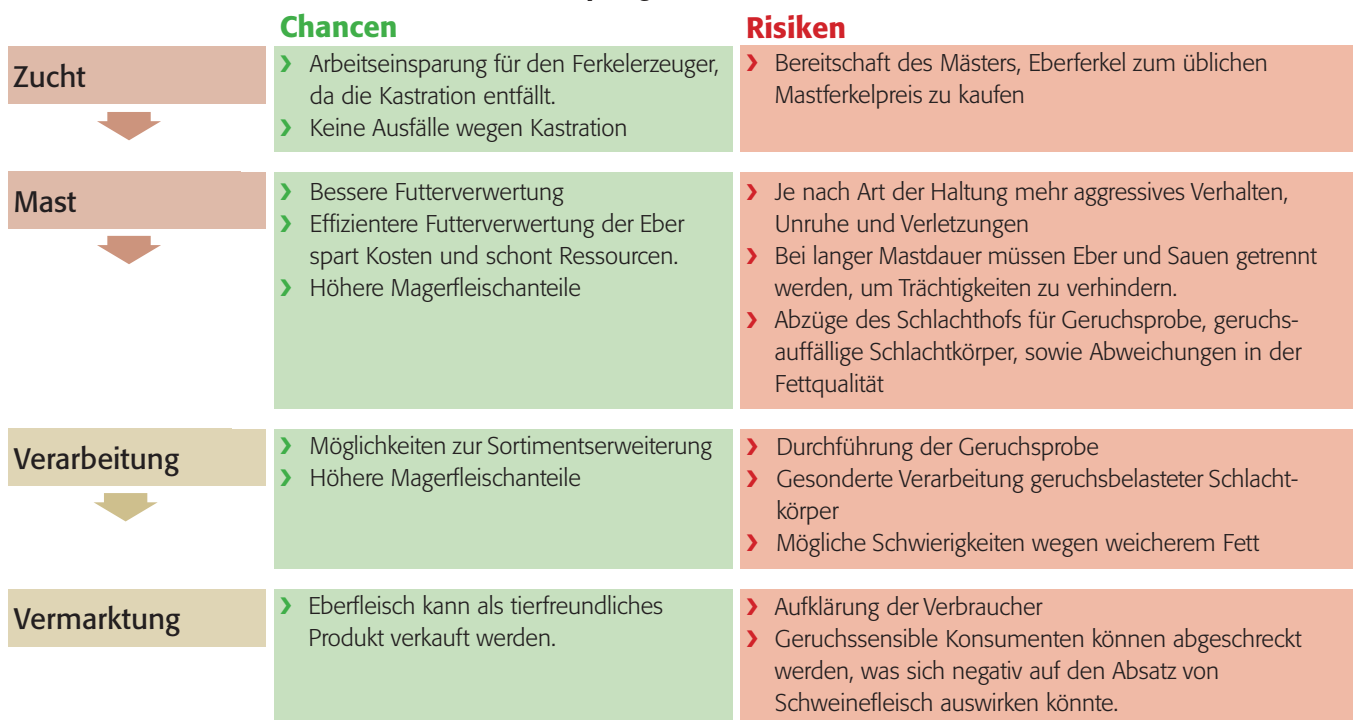 Chancen
Risiken
Zucht
› Arbeitseinsparung für den Ferkelerzeuger,
da die Kastration entfällt.
› Keine Ausfälle wegen Kastration
› Bereitschaft des Mästers, Eberferkel zum üblichen
Mastferkelpreis zu kaufen
Mast
› Bessere Futterverwertung
› Effizientere Futterverwertung der Eber
spart Kosten und schont Ressourcen.
› Höhere Magerfleischanteile
› Je nach Art der Haltung mehr aggressives Verhalten,
Unruhe und Verletzungen
› Bei langer Mastdauer müssen Eber und Sauen getrennt
werden, um Trächtigkeiten zu verhindern.
› Abzüge des Schlachthofs für Geruchsprobe, geruchs-
auffällige Schlachtkörper, sowie Abweichungen in der
Fettqualität
Verarbeitung
› Möglichkeiten zur Sortimentserweiterung
› Höhere Magerfleischanteile
› Durchführung der Geruchsprobe
› Gesonderte Verarbeitung geruchsbelasteter Schlacht-
körper
› Mögliche Schwierigkeiten wegen weicherem Fett
Vermarktung
› Eberfleisch kann als tierfreundliches
Produkt verkauft werden.
› Aufklärung der Verbraucher
› Geruchssensible Konsumenten können abgeschreckt
werden, was sich negativ auf den Absatz von
Schweinefleisch auswirken könnte.